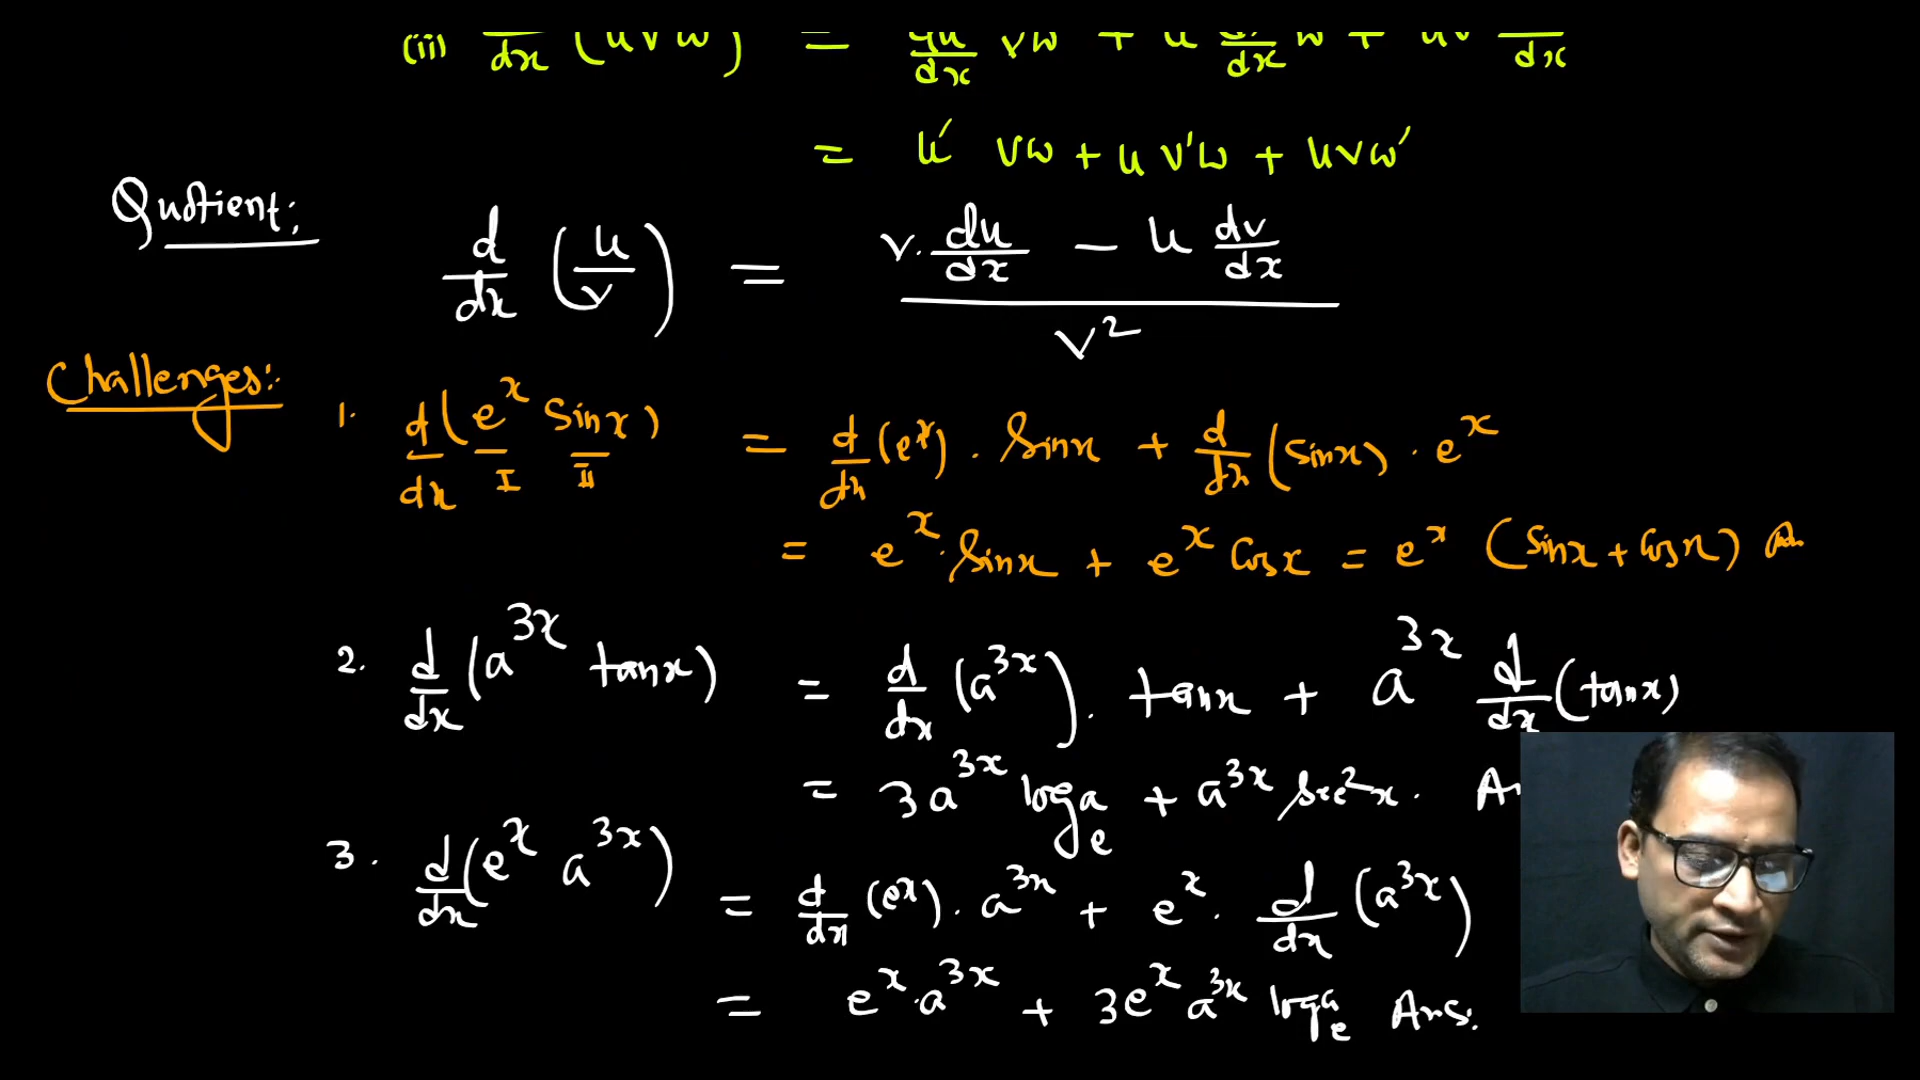 (iii) d/dx (uvw) = du/dx vw + u dv/dx w + uv dw/dx
= u' vw + u v'w + uvw'
Quotient:
d/dx (u/v) = (v. du/dx − u dv/dx) / v²
Challenges:
1. d/dx (e^x Sinx) = d/dx (e^x) . Sinx + d/dx (Sinx) . e^x
I II
= e^x . Sinx + e^x Cosx = e^x (Sinx + Cosx)
2. d/dx (a^3x tanx) = d/dx (a^3x) . tanx + a^3x d/dx (tanx)
= 3a^3x log_e a + a^3x Sec²x .
3. d/dx (e^x a^3x) = d/dx (e^x) . a^3x + e^x . d/dx (a^3x)
= e^x . a^3x + 3e^x a^3x log_e a Ans.